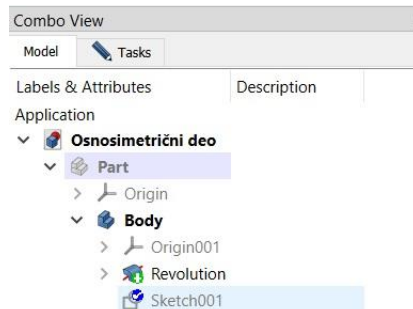 Combo View
Model Tasks
Labels & Attributes Description
Application
Osnosimetrični deo
Part
Origin
Body
Origin001
Revolution
Sketch001